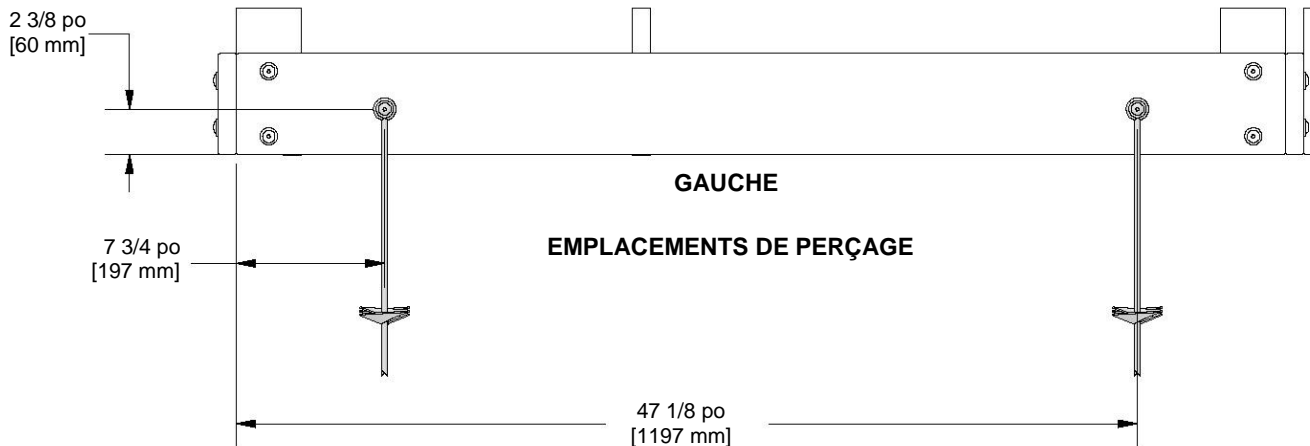 2 3/8 po
[60 mm]
GAUCHE
7 3/4 po
[197 mm]
EMPLACEMENTS DE PERÇAGE
47 1/8 po
[1197 mm]